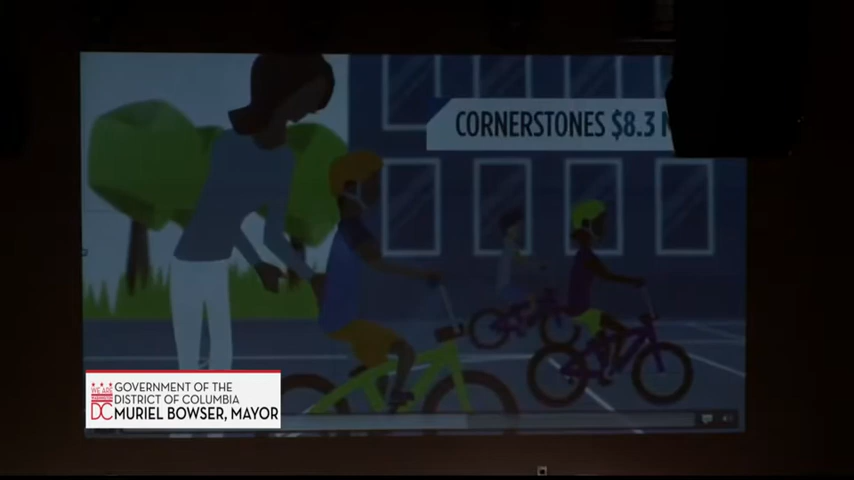 CORNERSTONES $8.3
WE ARE
DC
GOVERNMENT OF THE
DISTRICT OF COLUMBIA
MURIEL BOWSER, MAYOR